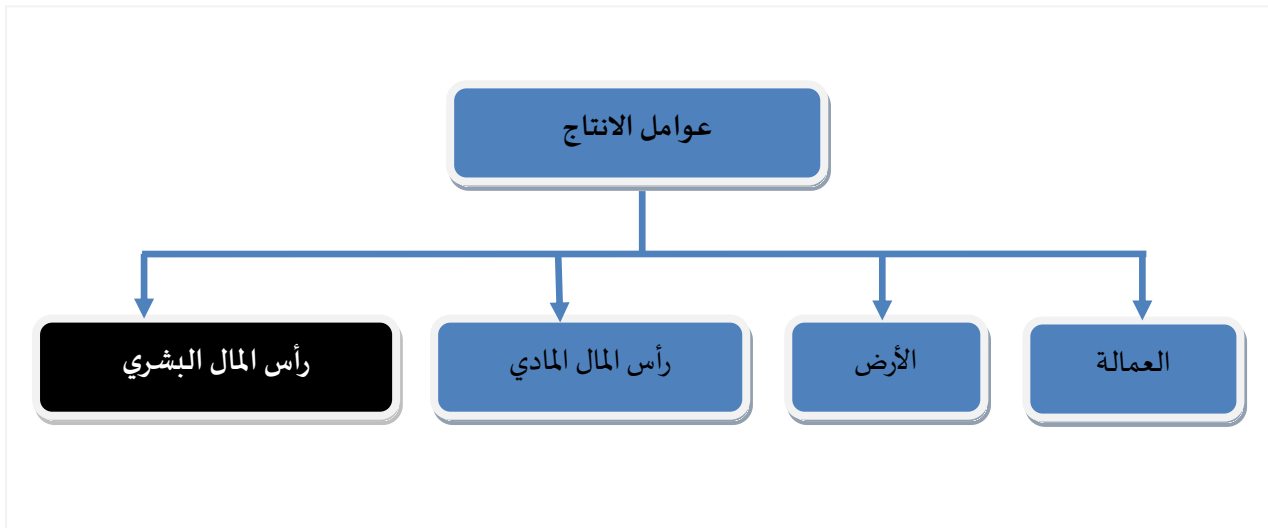 عوامل الانتاج
العمالة
الأرض
رأس المال المادي
رأس المال البشري